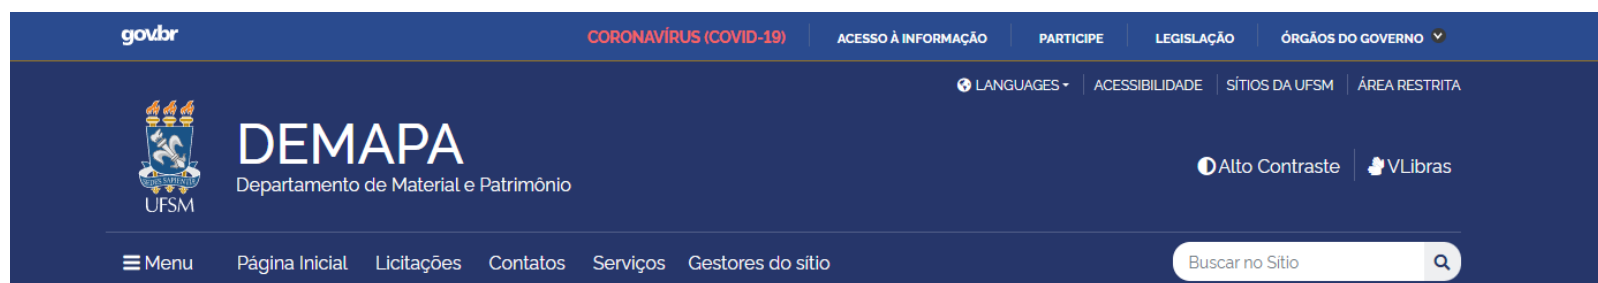 gov.br CORONAVÍRUS (COVID-19) ACESSO À INFORMAÇÃO PARTICIPE LEGISLAÇÃO ÓRGÃOS DO GOVERNO
LANGUAGES ACESSIBILIDADE SÍTIOS DA UFSM ÁREA RESTRITA
SEDES SAPIENTIAE
UFSM
DEMAPA
Departamento de Material e Patrimônio
Alto Contraste VLibras
Menu Página Inicial Licitações Contatos Serviços Gestores do sítio Buscar no Sítio